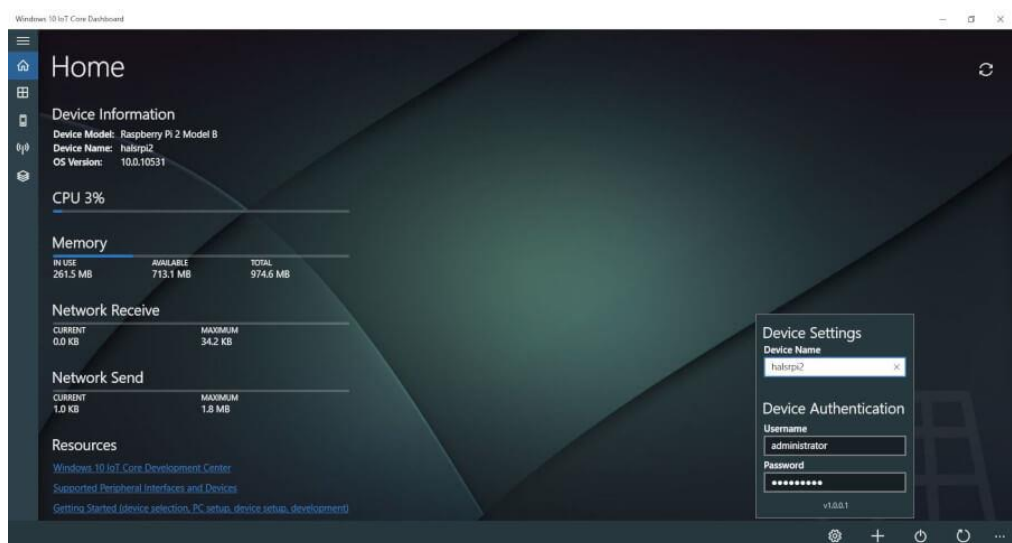 Windows 10 IoT Core Dashboard
Home
Device Information
Device Model: Raspberry Pi 2 Model B
Device Name: halsrpi2
OS Version: 10.0.10531
CPU 3%
Memory
IN USE AVAILABLE TOTAL
261.5 MB 713.1 MB 974.6 MB
Network Receive
CURRENT MAXIMUM
0.0 KB 34.2 KB
Network Send
CURRENT MAXIMUM
1.0 KB 1.8 MB
Resources
Windows 10 IoT Core Development Center
Supported Peripheral Interfaces and Devices
Getting Started (device selection, PC setup, device setup, development)
Device Settings
Device Name
halsrpi2
Device Authentication
Username
administrator
Password
•••••••••
v1.0.0.1